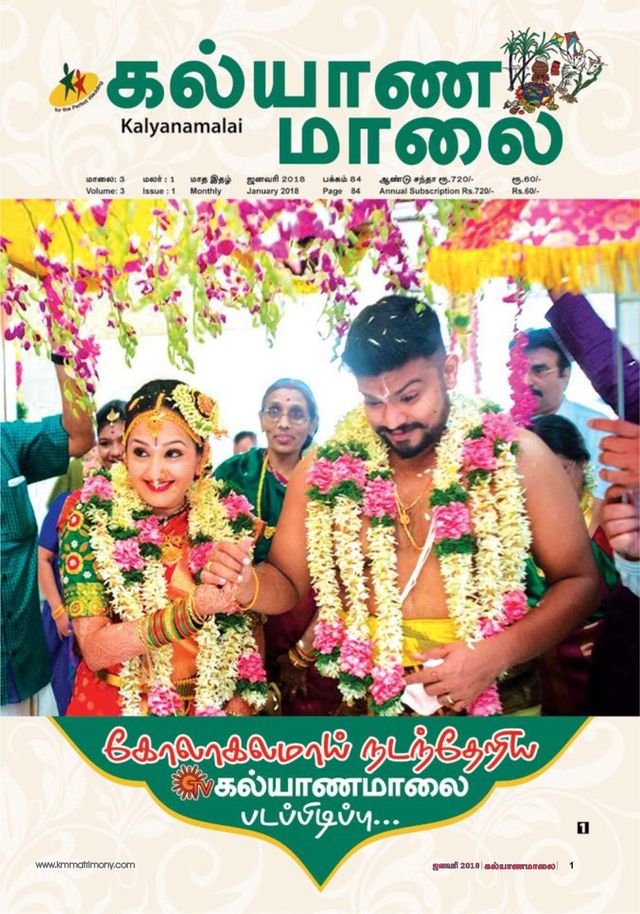 for the Perfect Wedding
கல்யாண
Kalyanamalai மாலை
மாலை: 3 மலர் : 1 மாத இதழ் ஜனவரி 2018 பக்கம் 84 ஆண்டு சந்தா ரூ.720/- ரூ.60/-
Volume: 3 Issue : 1 Monthly January 2018 Page 84 Annual Subscription Rs.720/- Rs.60/-
கோலாகலமாய் நடந்தேறிய
TV கல்யாணமாலை
படப்பிடிப்பு...
1
www.kmmatrimony.com ஜனவரி 2018 | கல்யாணமாலை | 1